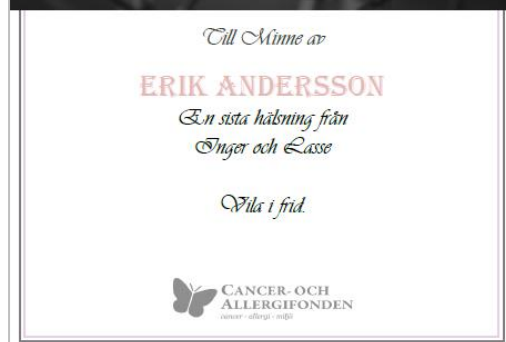 Till Minne av
ERIK ANDERSSON
En sista hälsning från
Inger och Lasse
Vila i frid.
CANCER- OCH
ALLERGIFONDEN
cancer - allergi - miljö